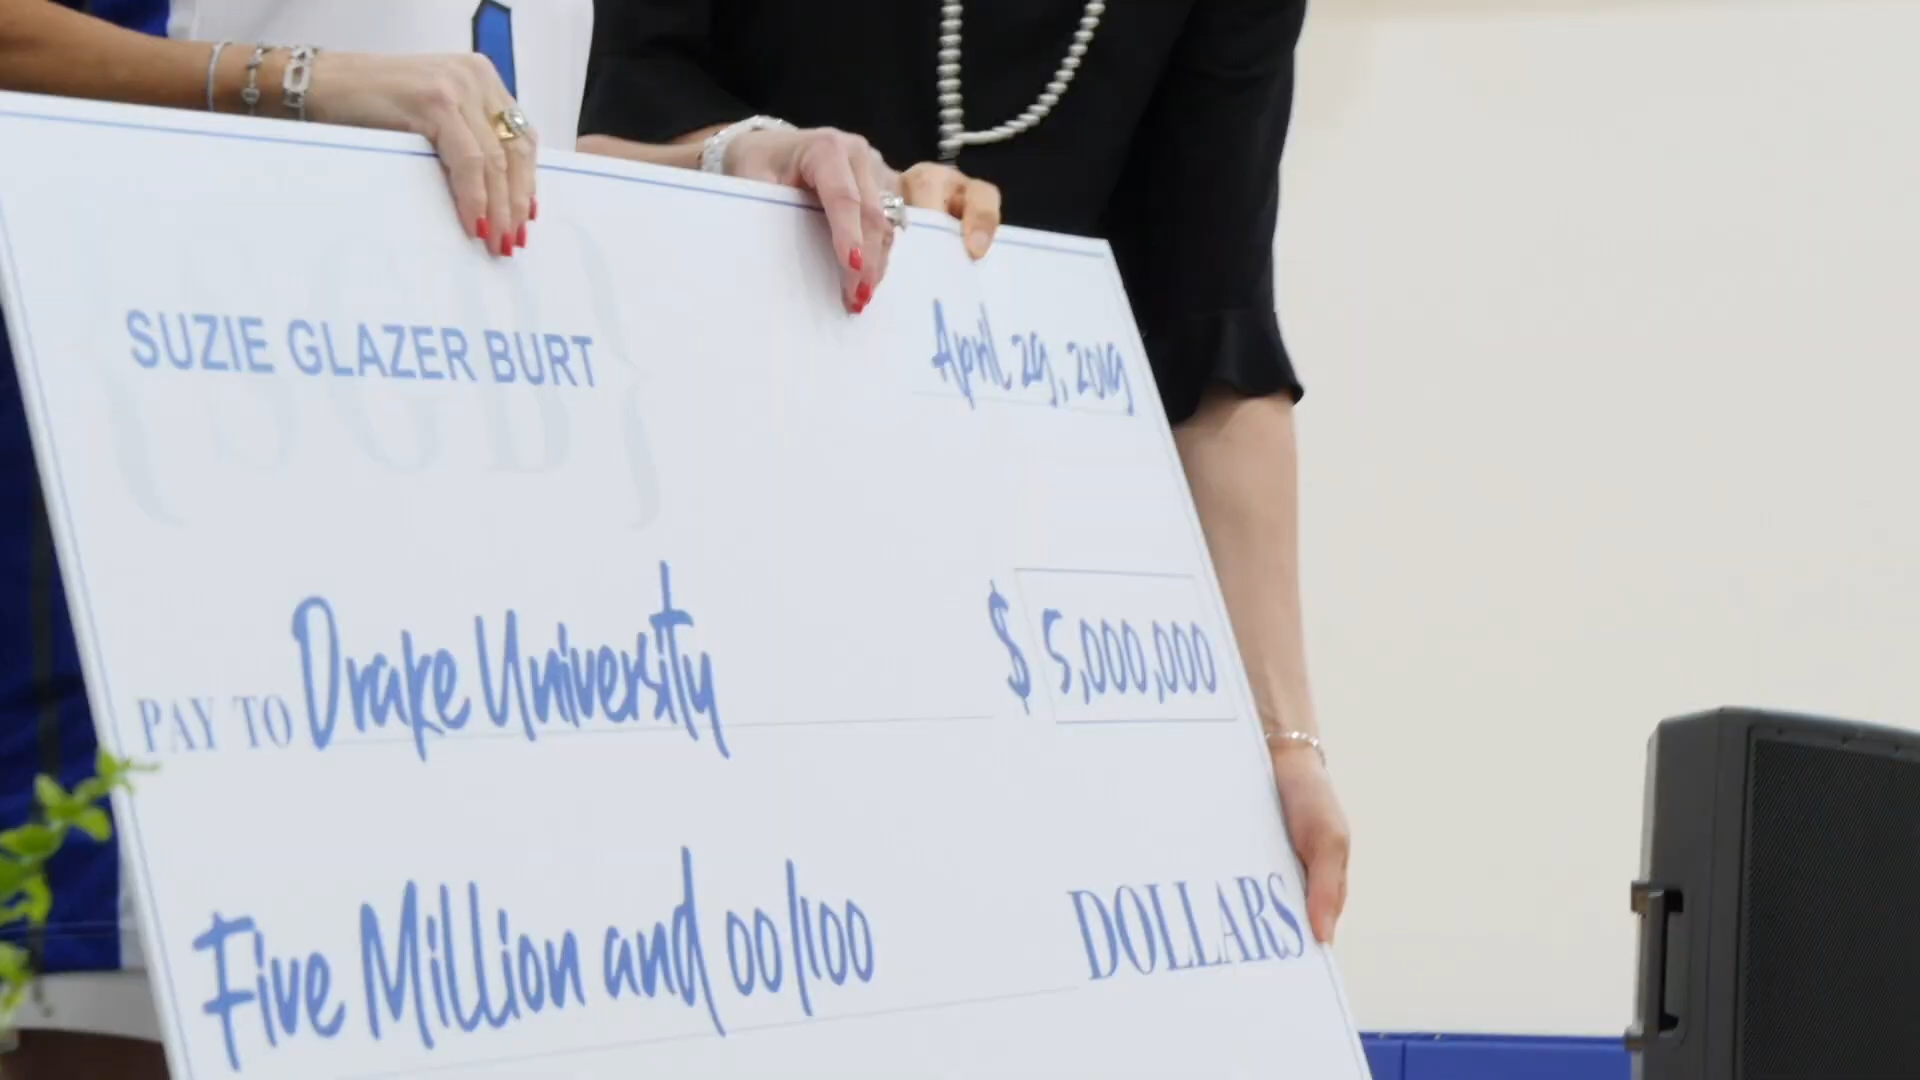 SUZIE GLAZER BURT
April 29, 2019
{SGB}
PAY TO Drake University $ 5,000,000
Five Million and 00/100 DOLLARS